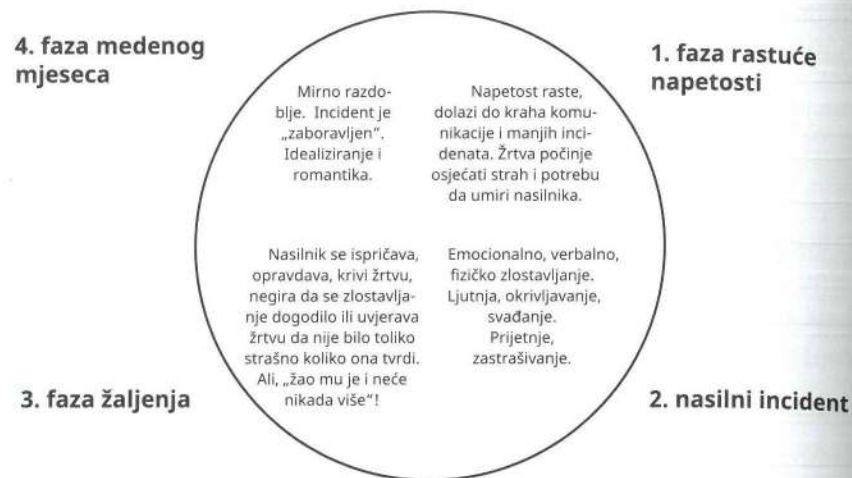 4. faza medenog
mjeseca
1. faza rastuće
napetosti
Mirno razdo-
blje. Incident je
„zaboravljen“.
Idealiziranje i
romantika.
Napetost raste,
dolazi do kraha komu-
nikacije i manjih inci-
denata. Žrtva počinje
osjećati strah i potrebu
da umiri nasilnika.
Nasilnik se ispričava,
opravdava, krivi žrtvu,
negira da se zlostavlja-
nje dogodilo ili uvjerava
žrtvu da nije bilo toliko
strašno koliko ona tvrdi.
Ali, „žao mu je i neće
nikada više“!
Emocionalno, verbalno,
fizičko zlostavljanje.
Ljutnja, okrivljavanje,
svađanje.
Prijetnje,
zastrašivanje.
3. faza žaljenja
2. nasilni incident